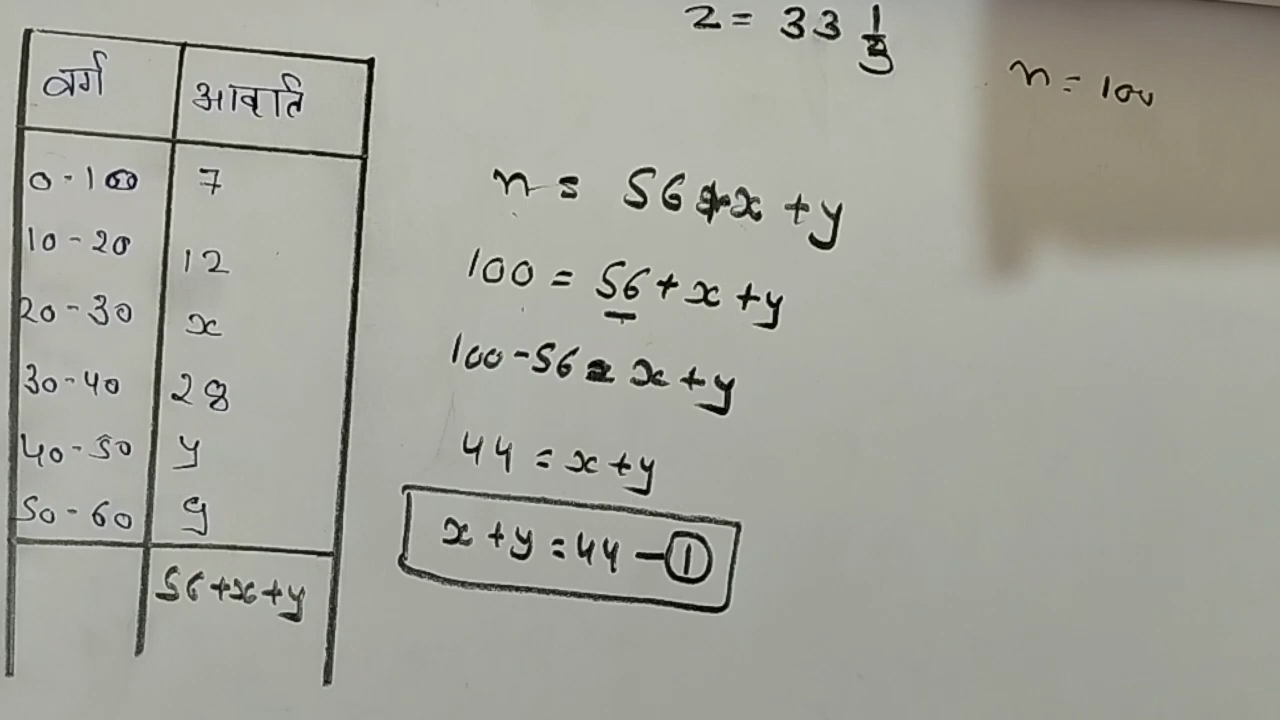 z = 33 1/3
n = 100
वर्ग आवृत्ति
0-100 7
10-20 12
20-30 x
30-40 28
40-50 y
50-60 9
56+x+y
n = 56+x+y
100 = 56+x+y
100-56 = x+y
44 = x+y
x+y=44 - 1